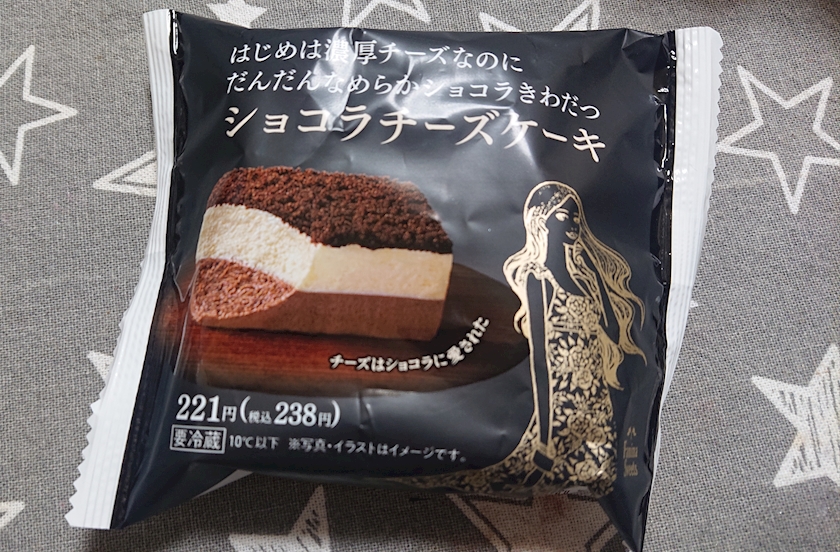 はじめは濃厚チーズなのに
だんだんなめらかショコラきわだつ
ショコラチーズケーキ
チーズはショコラに愛された
221円(税込238円)
要冷蔵 10℃以下 ※写真・イラストはイメージです。